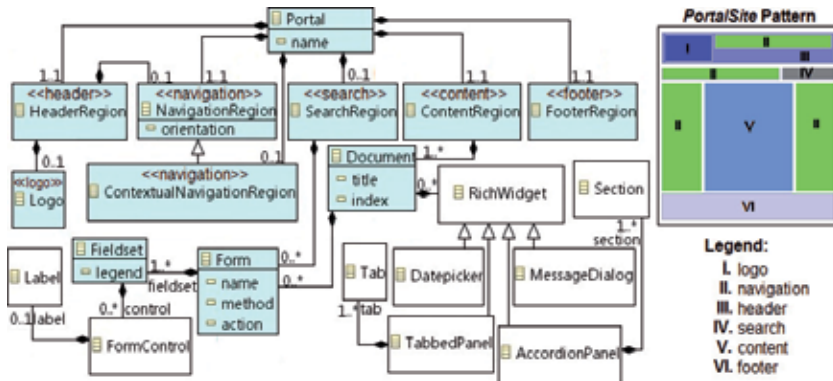 Portal
name
1..1
0..1
1..1
0..1
1..1
1..1
<<header>>
HeaderRegion
<<navigation>>
NavigationRegion
orientation
<<search>>
SearchRegion
<<content>>
ContentRegion
<<footer>>
FooterRegion
0..1
<<logo>>
Logo
<<navigation>>
ContextualNavigationRegion
0..1
Document
title
index
1..*
0..*
RichWidget
Section
1..*
section
Label
0..1
label
Fieldset
legend
1..*
fieldset
0..*
control
FormControl
Form
name
method
action
0..*
0..*
Tab
1..*
tab
Datepicker
MessageDialog
TabbedPanel
AccordionPanel
PortalSite Pattern
I
II
III
II
IV
II
V
II
VI
Legend:
I. logo
II. navigation
III. header
IV. search
V. content
VI. footer